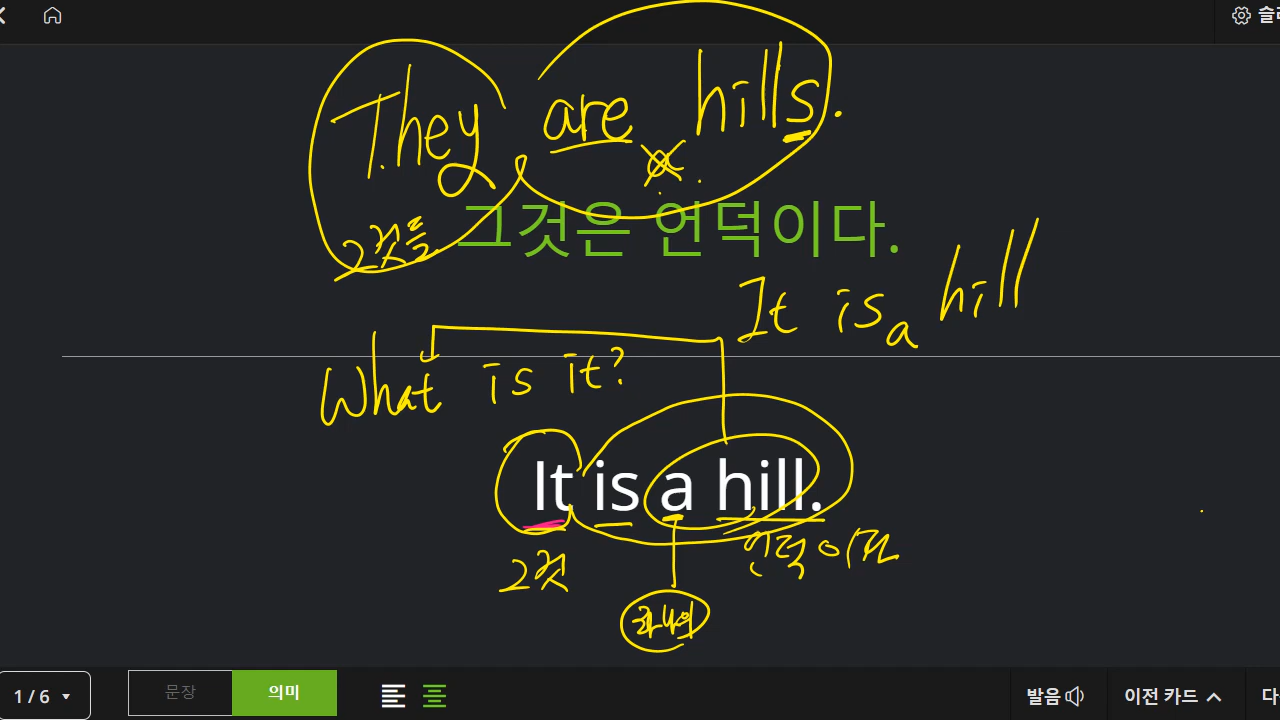 슬
They are hills.
a
그것들
그것은 언덕이다.
It is a hill
What is it?
It is a hill.
그것
언덕이다
하나의
1 / 6
문장
의미
발음
이전 카드
다